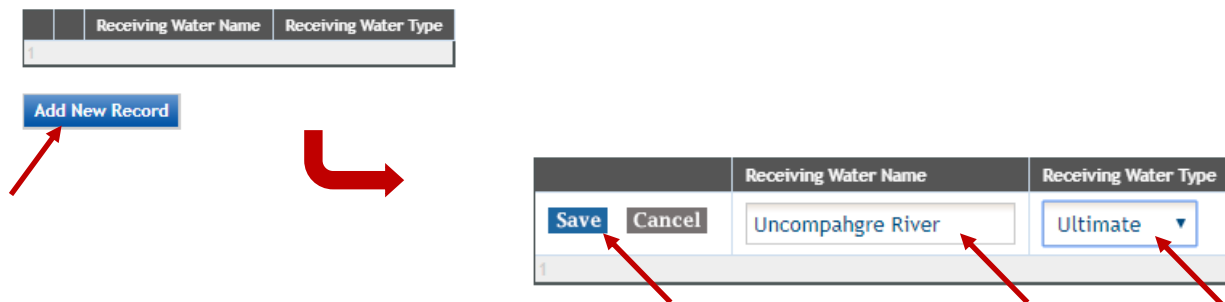 Receiving Water Name Receiving Water Type
1
Add New Record
Receiving Water Name Receiving Water Type
Save Cancel Uncompahgre River Ultimate
1